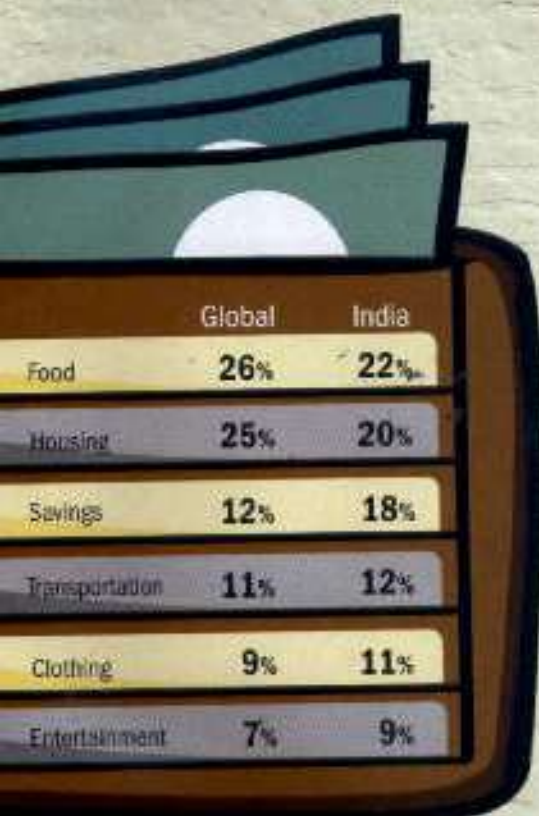 Global India
Food 26% 22%
Housing 25% 20%
Savings 12% 18%
Transportation 11% 12%
Clothing 9% 11%
Entertainment 7% 9%